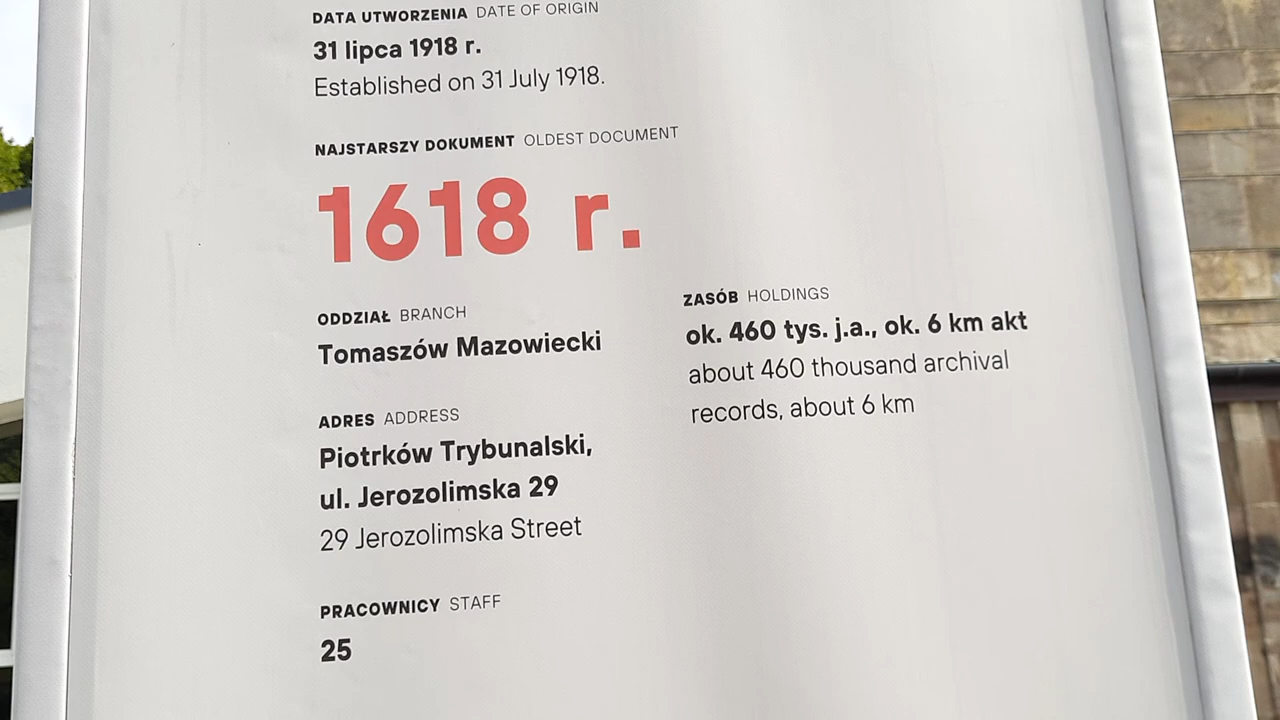 DATA UTWORZENIA DATE OF ORIGIN
31 lipca 1918 r.
Established on 31 July 1918.
NAJSTARSZY DOKUMENT OLDEST DOCUMENT
1618 r.
ODDZIAŁ BRANCH
Tomaszów Mazowiecki
ADRES ADDRESS
Piotrków Trybunalski,
ul. Jerozolimska 29
29 Jerozolimska Street
PRACOWNICY STAFF
25
ZASÓB HOLDINGS
ok. 460 tys. j.a., ok. 6 km akt
about 460 thousand archival
records, about 6 km